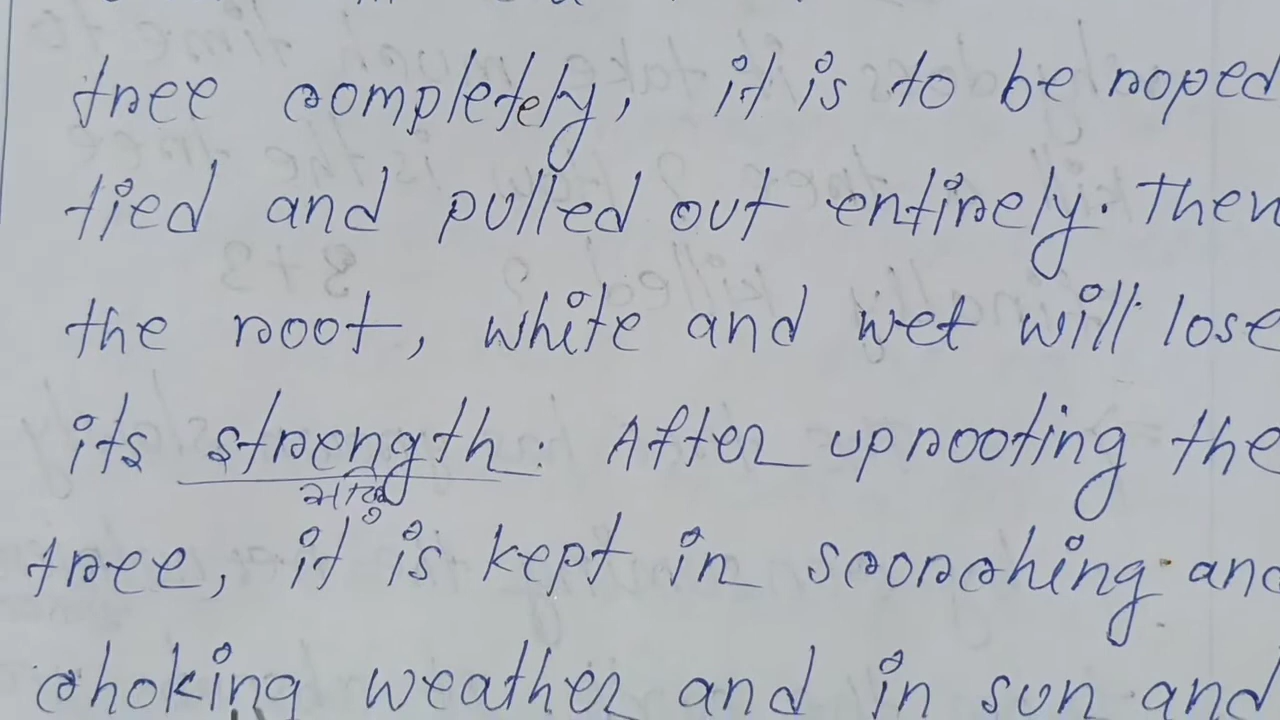 tree completely, it is to be roped
tied and pulled out entirely. Then
the root, white and wet will lose
its strength. After uprooting the
tree, it is kept in scorching and
choking weather and in sun and